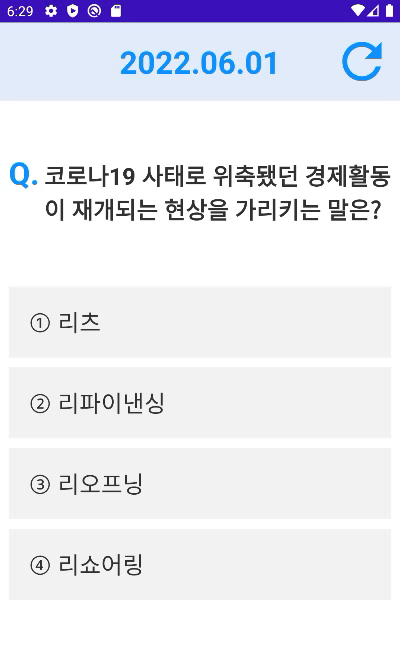 6:29
2022.06.01
Q. 코로나19 사태로 위축됐던 경제활동
이 재개되는 현상을 가리키는 말은?
① 리츠
② 리파이낸싱
③ 리오프닝
④ 리쇼어링